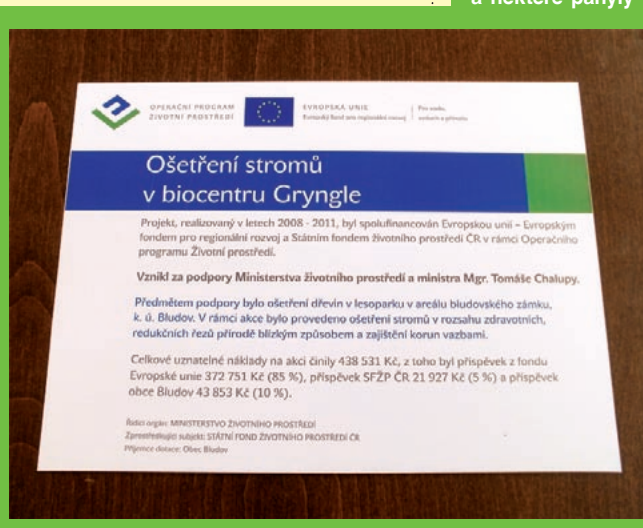 a některé pahýly
OPERAČNÍ PROGRAM
ŽIVOTNÍ PROSTŘEDÍ
EVROPSKÁ UNIE
Evropský fond pro regionální rozvoj
Pro vodu,
vzduch a přírodu
Ošetření stromů
v biocentru Gryngle
Projekt, realizovaný v letech 2008 - 2011, byl spolufinancován Evropskou unií – Evropským
fondem pro regionální rozvoj a Státním fondem životního prostředí ČR v rámci Operačního
programu Životní prostředí.
Vznikl za podpory Ministerstva životního prostředí a ministra Mgr. Tomáše Chalupy.
Předmětem podpory bylo ošetření dřevin v lesoparku v areálu bludovského zámku,
k. ú. Bludov. V rámci akce bylo provedeno ošetření stromů v rozsahu zdravotních,
redukčních řezů přírodě blízkým způsobem a zajištění korun vazbami.
Celkové uznatelné náklady na akci činily 438 531 Kč, z toho byl příspěvek z fondu
Evropské unie 372 751 Kč (85 %), příspěvek SFŽP ČR 21 927 Kč (5 %) a příspěvek
obce Bludov 43 853 Kč (10 %).
Řídící orgán: MINISTERSTVO ŽIVOTNÍHO PROSTŘEDÍ
Zprostředkující subjekt: STÁTNÍ FOND ŽIVOTNÍHO PROSTŘEDÍ ČR
Příjemce dotace: Obec Bludov